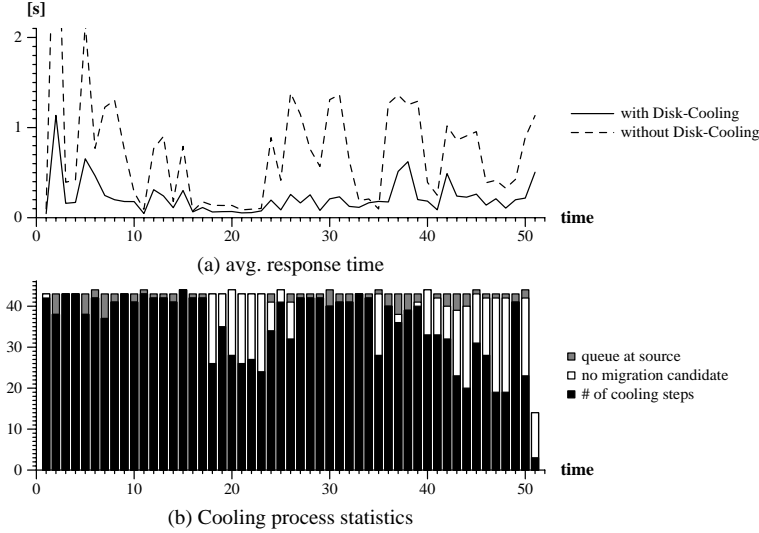 [s]
2
1
0
0 10 20 30 40 50
time
with Disk-Cooling
without Disk-Cooling
(a) avg. response time
40
30
20
10
0
0 10 20 30 40 50
time
queue at source
no migration candidate
# of cooling steps
(b) Cooling process statistics